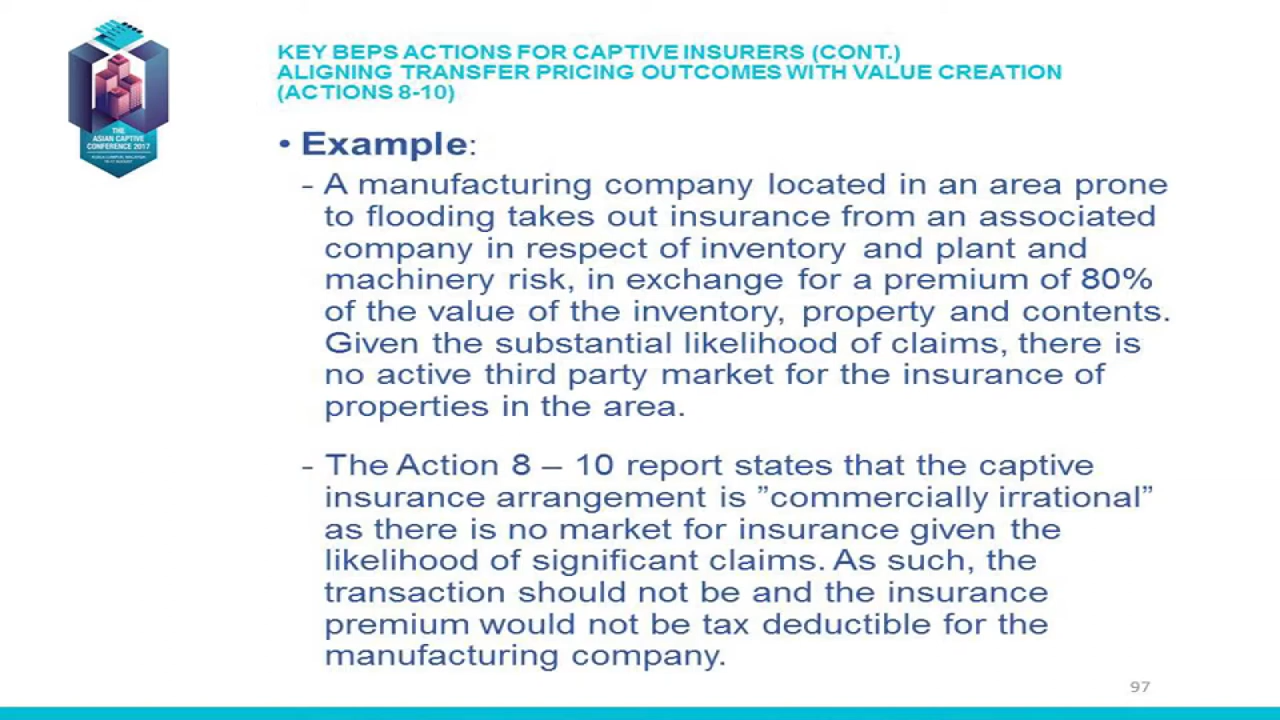 KEY BEPS ACTIONS FOR CAPTIVE INSURERS (CONT.)
ALIGNING TRANSFER PRICING OUTCOMES WITH VALUE CREATION
(ACTIONS 8-10)
THE
ASIAN CAPTIVE
CONFERENCE 2017
KUALA LUMPUR, MALAYSIA
• Example:
- A manufacturing company located in an area prone
to flooding takes out insurance from an associated
company in respect of inventory and plant and
machinery risk, in exchange for a premium of 80%
of the value of the inventory, property and contents.
Given the substantial likelihood of claims, there is
no active third party market for the insurance of
properties in the area.
- The Action 8 – 10 report states that the captive
insurance arrangement is ”commercially irrational”
as there is no market for insurance given the
likelihood of significant claims. As such, the
transaction should not be and the insurance
premium would not be tax deductible for the
manufacturing company.
97